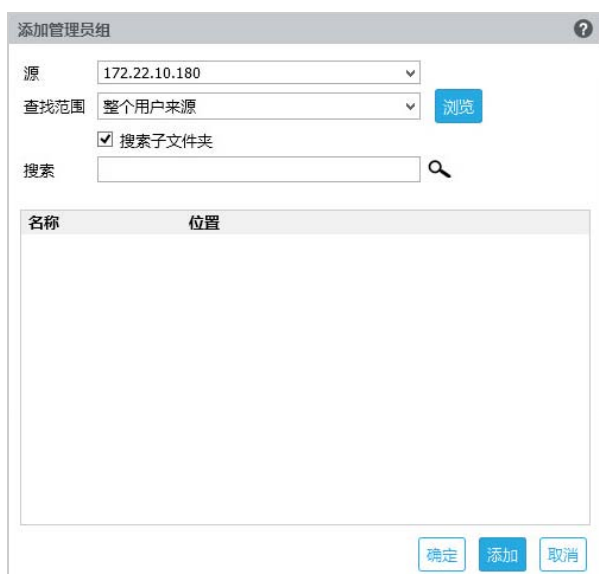 添加管理员组
源 172.22.10.180
查找范围 整个用户来源 浏览
搜索子文件夹
搜索
名称 位置
确定 添加 取消